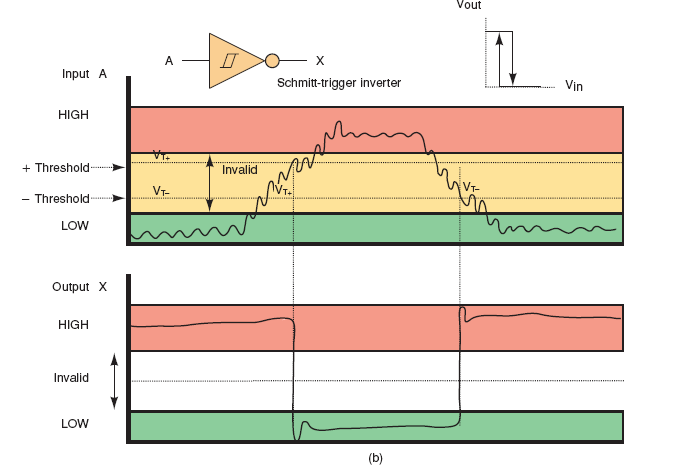 Vout
A
X
Input A
Schmitt-trigger inverter
Vin
HIGH
VT+
+ Threshold
Invalid
VT–
VT+
VT–
– Threshold
LOW
Output X
HIGH
Invalid
LOW
(b)